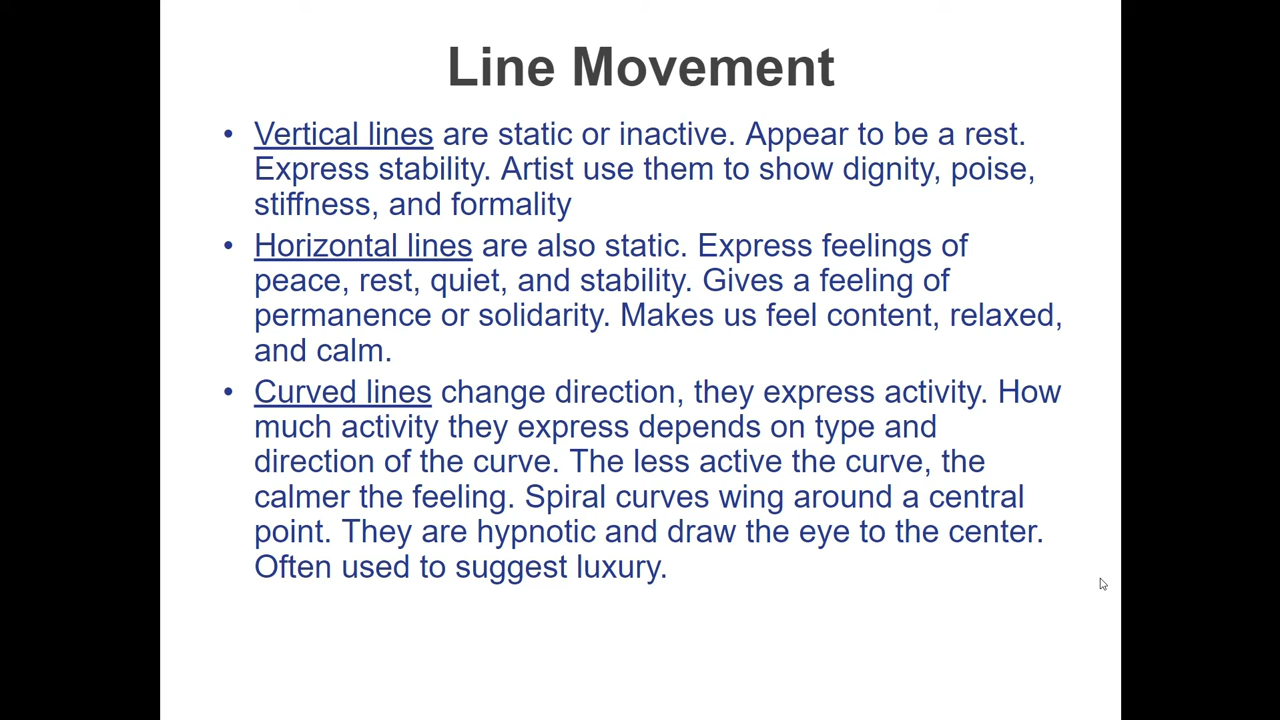 Line Movement
• Vertical lines are static or inactive. Appear to be a rest.
Express stability. Artist use them to show dignity, poise,
stiffness, and formality
• Horizontal lines are also static. Express feelings of
peace, rest, quiet, and stability. Gives a feeling of
permanence or solidarity. Makes us feel content, relaxed,
and calm.
• Curved lines change direction, they express activity. How
much activity they express depends on type and
direction of the curve. The less active the curve, the
calmer the feeling. Spiral curves wing around a central
point. They are hypnotic and draw the eye to the center.
Often used to suggest luxury.